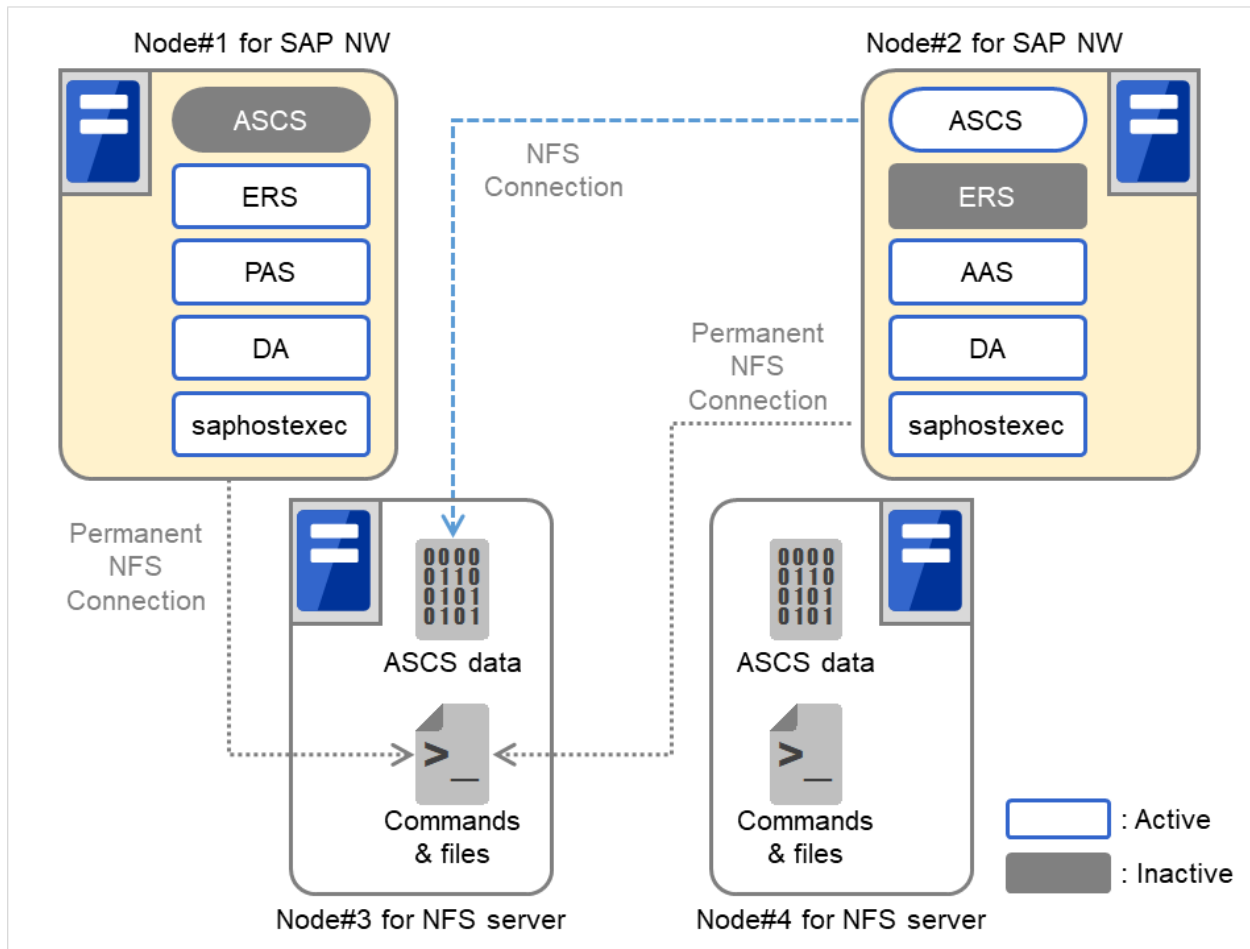 Node#1 for SAP NW
Node#2 for SAP NW
ASCS
ERS
PAS
DA
saphostexec
NFS
Connection
ASCS
ERS
AAS
DA
saphostexec
Permanent
NFS
Connection
Permanent
NFS
Connection
0000
0110
0101
0101
ASCS data
>_
Commands
& files
0000
0110
0101
0101
ASCS data
>_
Commands
& files
: Active
: Inactive
Node#3 for NFS server
Node#4 for NFS server